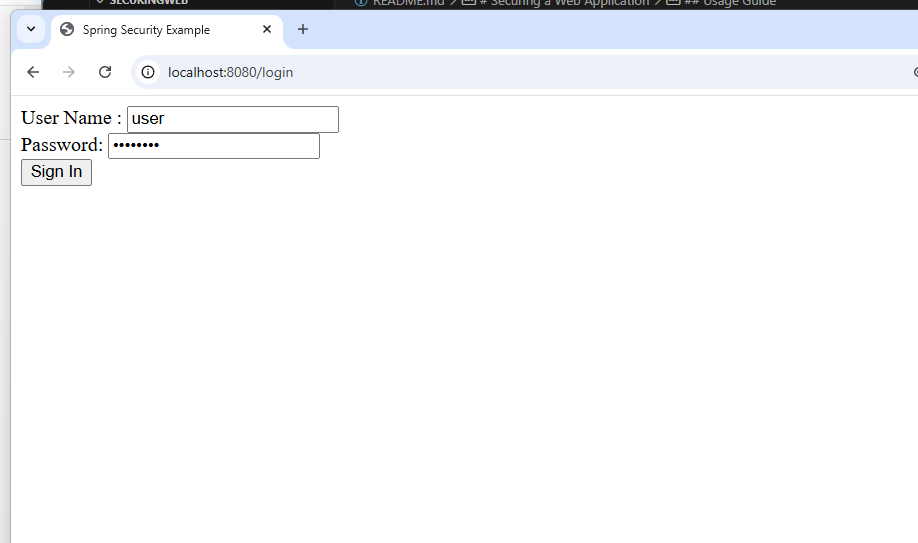 SECURINGWEB
README.md > # Securing a Web Application > ## Usage Guide
Spring Security Example
localhost:8080/login
User Name : user
Password: ••••••••
Sign In